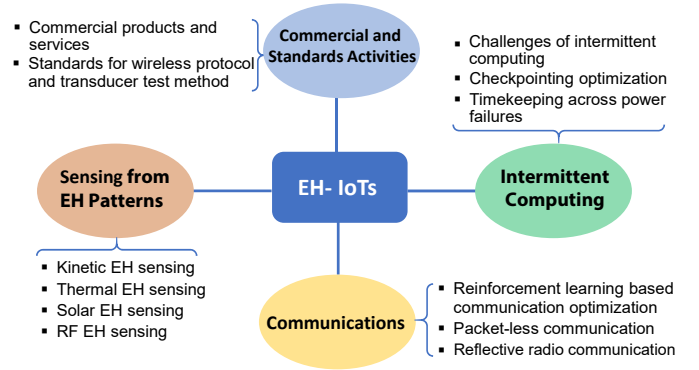 ▪ Commercial products and
services
▪ Standards for wireless protocol
and transducer test method
Commercial and
Standards Activities
▪ Challenges of intermittent
computing
▪ Checkpointing optimization
▪ Timekeeping across power
failures
Sensing from
EH Patterns
EH- IoTs
Intermittent
Computing
▪ Kinetic EH sensing
▪ Thermal EH sensing
▪ Solar EH sensing
▪ RF EH sensing
Communications
▪ Reinforcement learning based
communication optimization
▪ Packet-less communication
▪ Reflective radio communication